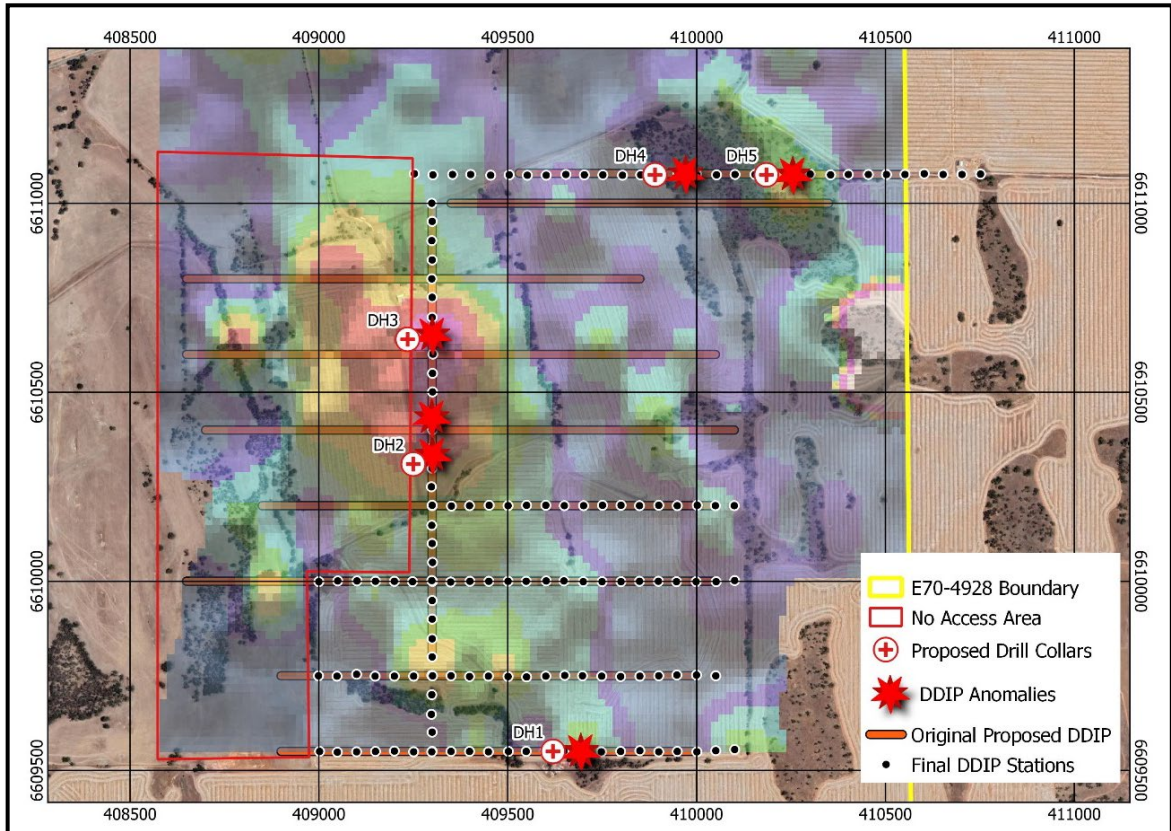 408500 409000 409500 410000 410500 411000
6611000
6611000
DH4
DH5
DH3
6610500
6610500
DH2
6610000
6610000
DH1
6609500
6609500
E70-4928 Boundary
No Access Area
Proposed Drill Collars
DDIP Anomalies
Original Proposed DDIP
Final DDIP Stations
408500 409000 409500 410000 410500 411000